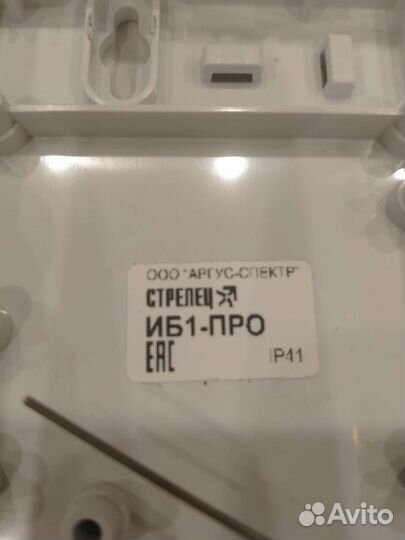 ООО "АРГУС-СПЕКТР"
СТРЕЛЕЦ
ИБ1-ПРО
ЕАС IP41
Avito